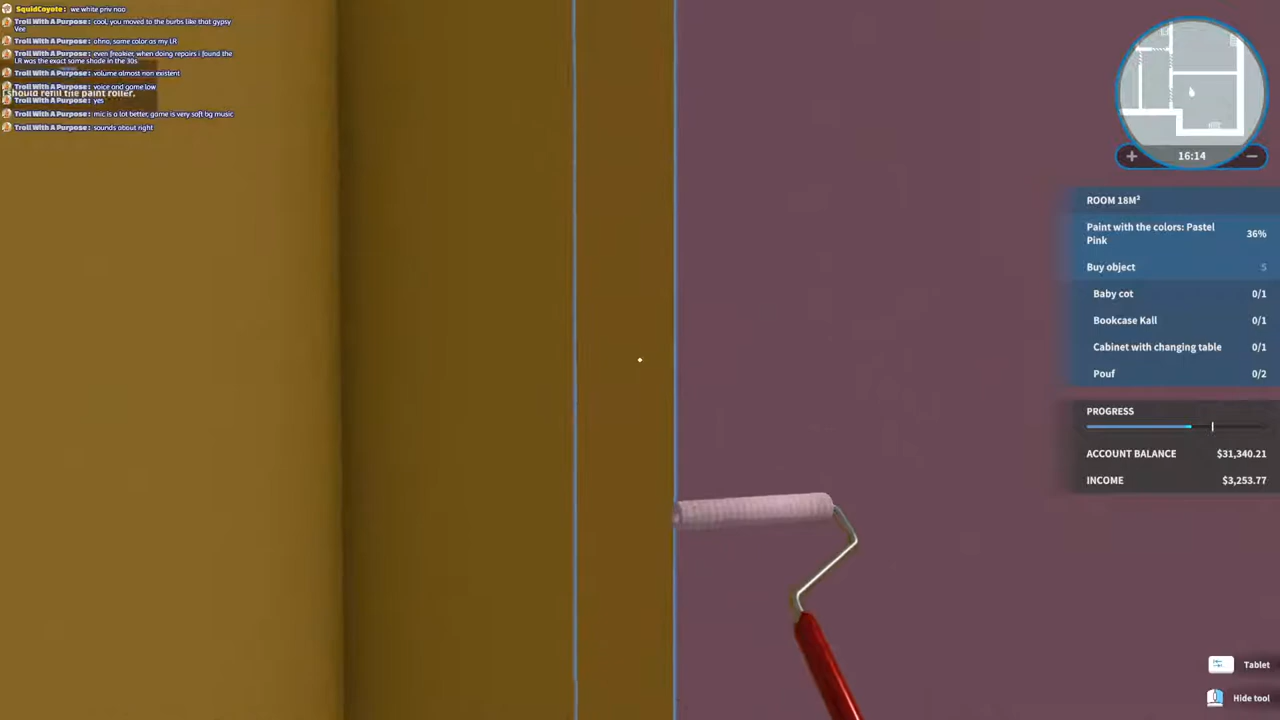 SquidCoyote: we white priv nao
Troll With A Purpose: cool, you moved to the burbs like that gypsy
Vee
Troll With A Purpose: ohno, same color as my LR
Troll With A Purpose: even freakier, when doing repairs i found the
LR was the exact same shade in the 30s
Troll With A Purpose: volume almost non existent
Troll With A Purpose: voice and game low
I should refill the paint roller.
Troll With A Purpose: yes
Troll With A Purpose: mic is a lot better, game is very soft bg music
Troll With A Purpose: sounds about right
16:14
ROOM 18M²
Paint with the colors: Pastel
Pink
36%
Buy object 5
Baby cot 0/1
Bookcase Kall 0/1
Cabinet with changing table 0/1
Pouf 0/2
PROGRESS
ACCOUNT BALANCE $31,340.21
INCOME $3,253.77
Tablet
Hide tool